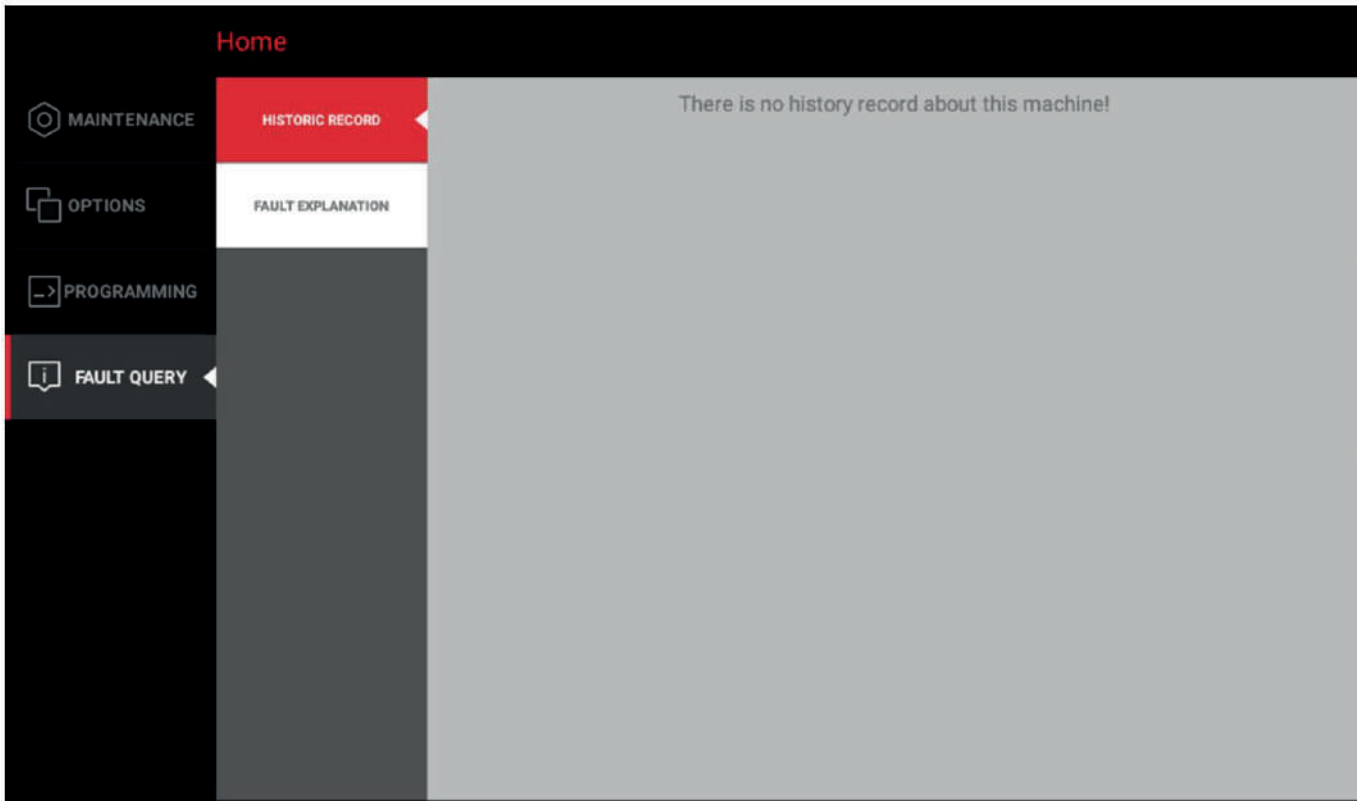 Home
MAINTENANCE
OPTIONS
PROGRAMMING
FAULT QUERY
HISTORIC RECORD
FAULT EXPLANATION
There is no history record about this machine!